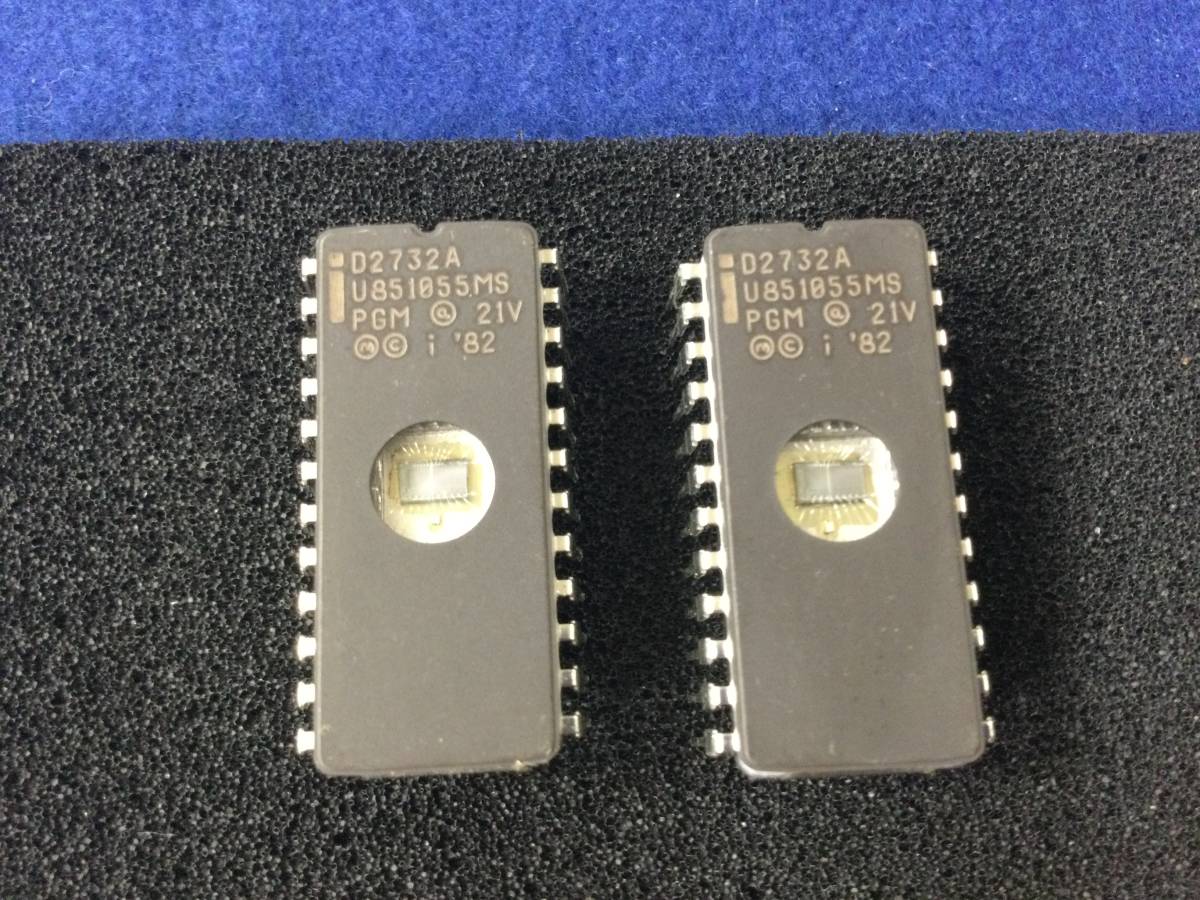 D2732A
U851055MS
PGM @ 21V
Ⓜ © i '82
D2732A
U851055MS
PGM @ 21V
Ⓜ © i '82